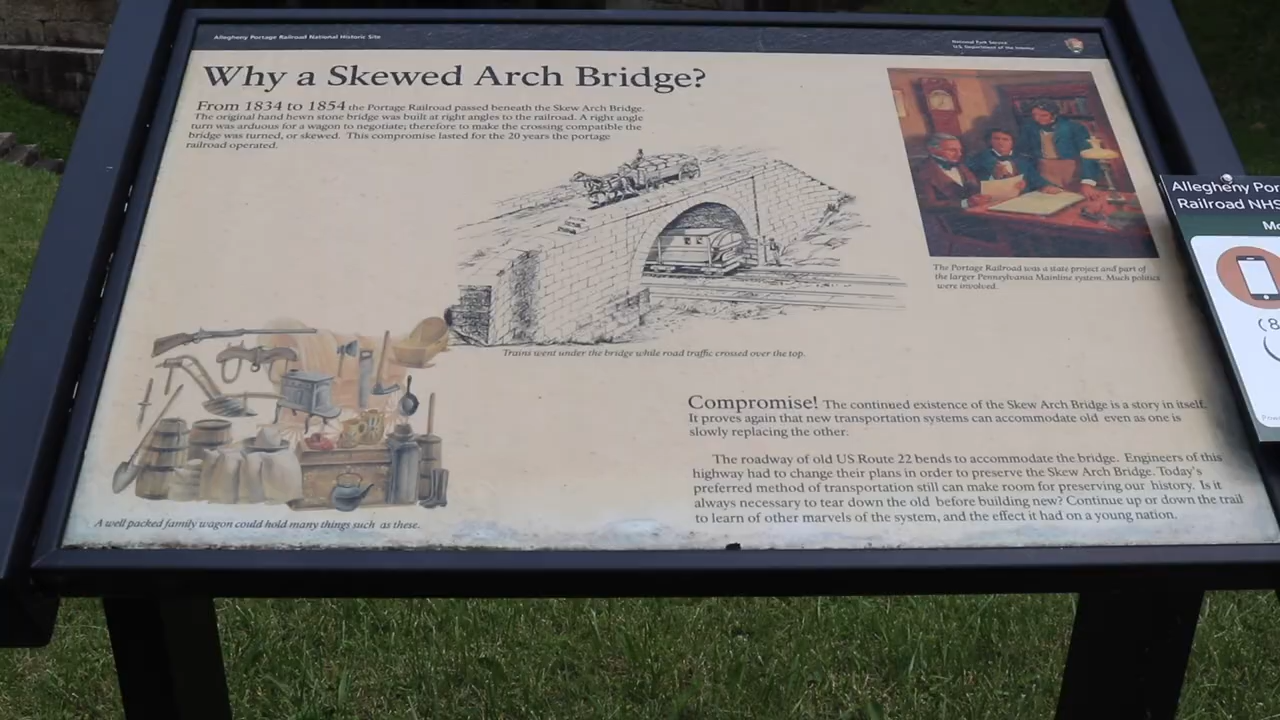 Allegheny Portage Railroad National Historic Site
National Park Service
U.S. Department of the Interior
Why a Skewed Arch Bridge?
From 1834 to 1854 the Portage Railroad passed beneath the Skew Arch Bridge.
The original hand hewn stone bridge was built at right angles to the railroad. A right angle
turn was arduous for a wagon to negotiate; therefore to make the crossing compatible the
bridge was turned, or skewed. This compromise lasted for the 20 years the portage
railroad operated.
The Portage Railroad was a state project and part of
the larger Pennsylvania Mainline system. Much politics
were involved.
Trains went under the bridge while road traffic crossed over the top.
A well packed family wagon could hold many things such as these.
Compromise! The continued existence of the Skew Arch Bridge is a story in itself.
It proves again that new transportation systems can accommodate old even as one is
slowly replacing the other.
The roadway of old US Route 22 bends to accommodate the bridge. Engineers of this
highway had to change their plans in order to preserve the Skew Arch Bridge. Today's
preferred method of transportation still can make room for preserving our history. Is it
always necessary to tear down the old before building new? Continue up or down the trail
to learn of other marvels of the system, and the effect it had on a young nation.
Allegheny Por
Railroad NHS
Mo
(8